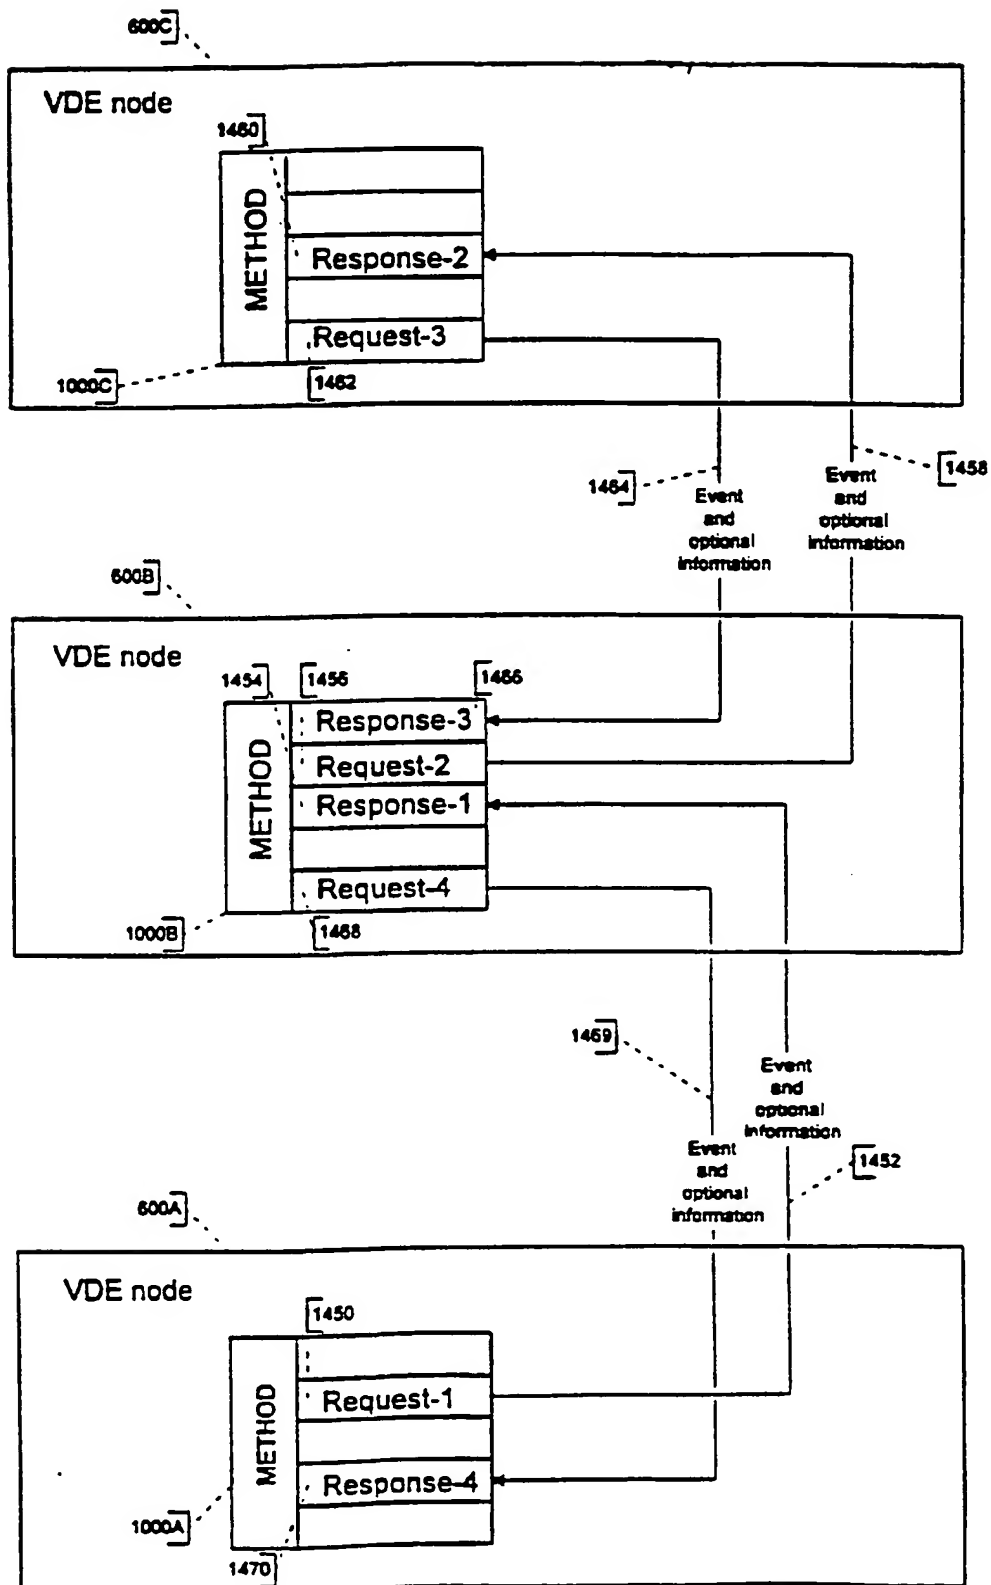 600C
VDE node
1460
METHOD
Response-2
Request-3
1000C
1462
1464
1458
Event
and
optional
information
Event
and
optional
information
600B
VDE node
1454
1456
1466
METHOD
Response-3
Request-2
Response-1
Request-4
1000B
1468
1469
Event
and
optional
information
Event
and
optional
information
1452
600A
VDE node
1450
METHOD
Request-1
Response-4
1000A
1470